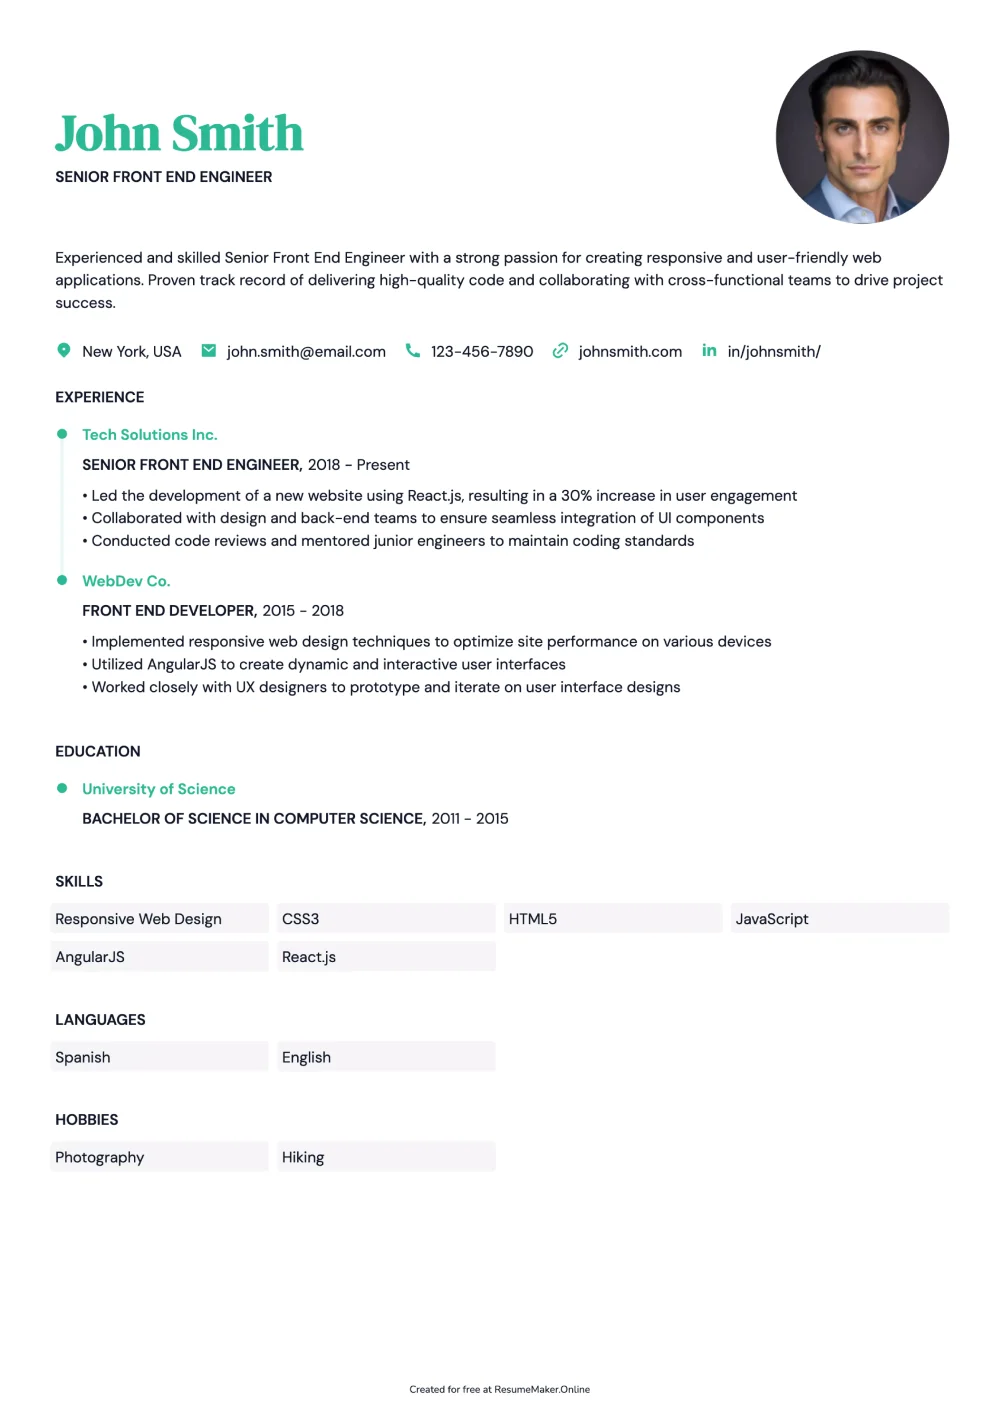 John Smith
SENIOR FRONT END ENGINEER
Experienced and skilled Senior Front End Engineer with a strong passion for creating responsive and user-friendly web
applications. Proven track record of delivering high-quality code and collaborating with cross-functional teams to drive project
success.
New York, USA john.smith@email.com 123-456-7890 johnsmith.com in in/johnsmith/
EXPERIENCE
Tech Solutions Inc.
SENIOR FRONT END ENGINEER, 2018 - Present
• Led the development of a new website using React.js, resulting in a 30% increase in user engagement
• Collaborated with design and back-end teams to ensure seamless integration of UI components
• Conducted code reviews and mentored junior engineers to maintain coding standards
WebDev Co.
FRONT END DEVELOPER, 2015 - 2018
• Implemented responsive web design techniques to optimize site performance on various devices
• Utilized AngularJS to create dynamic and interactive user interfaces
• Worked closely with UX designers to prototype and iterate on user interface designs
EDUCATION
University of Science
BACHELOR OF SCIENCE IN COMPUTER SCIENCE, 2011 - 2015
SKILLS
Responsive Web Design CSS3 HTML5 JavaScript
AngularJS React.js
LANGUAGES
Spanish English
HOBBIES
Photography Hiking
Created for free at ResumeMaker.Online